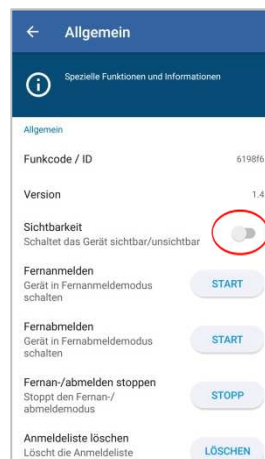 Allgemein
Spezielle Funktionen und Informationen
Allgemein
Funkcode / ID 6198f6
Version 1.4
Sichtbarkeit
Schaltet das Gerät sichtbar/unsichtbar
Fernanmelden
Gerät in Fernanmeldemodus
schalten
START
Fernabmelden
Gerät in Fernabmeldemodus
schalten
START
Fernan-/abmelden stoppen
Stoppt den Fernan-/
abmeldemodus
STOPP
Anmeldeliste löschen
Löscht die Anmeldeliste
LÖSCHEN